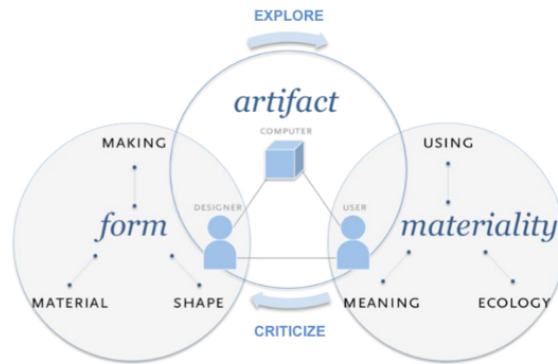 EXPLORE
artifact
COMPUTER
MAKING
USING
DESIGNER
USER
form
materiality
MATERIAL
SHAPE
MEANING
ECOLOGY
CRITICIZE